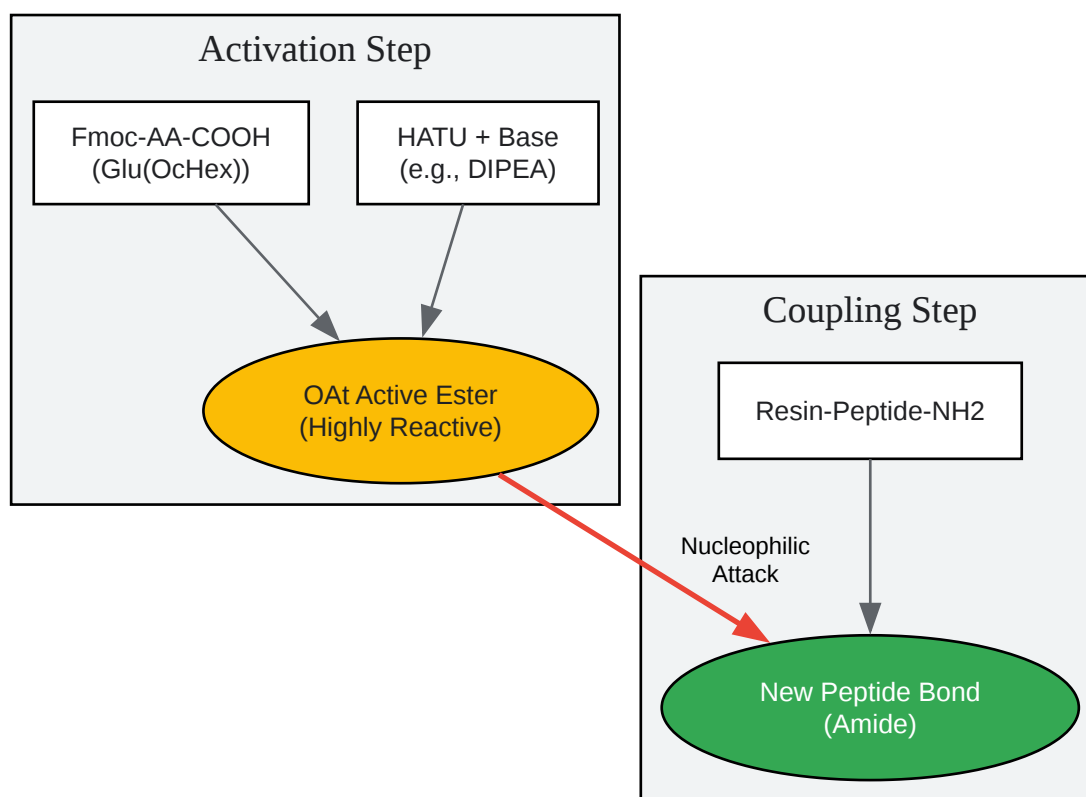 Activation Step
Fmoc-AA-COOH
(Glu(OcHex))
HATU + Base
(e.g., DIPEA)
OAt Active Ester
(Highly Reactive)
Coupling Step
Resin-Peptide-NH2
Nucleophilic
Attack
New Peptide Bond
(Amide)